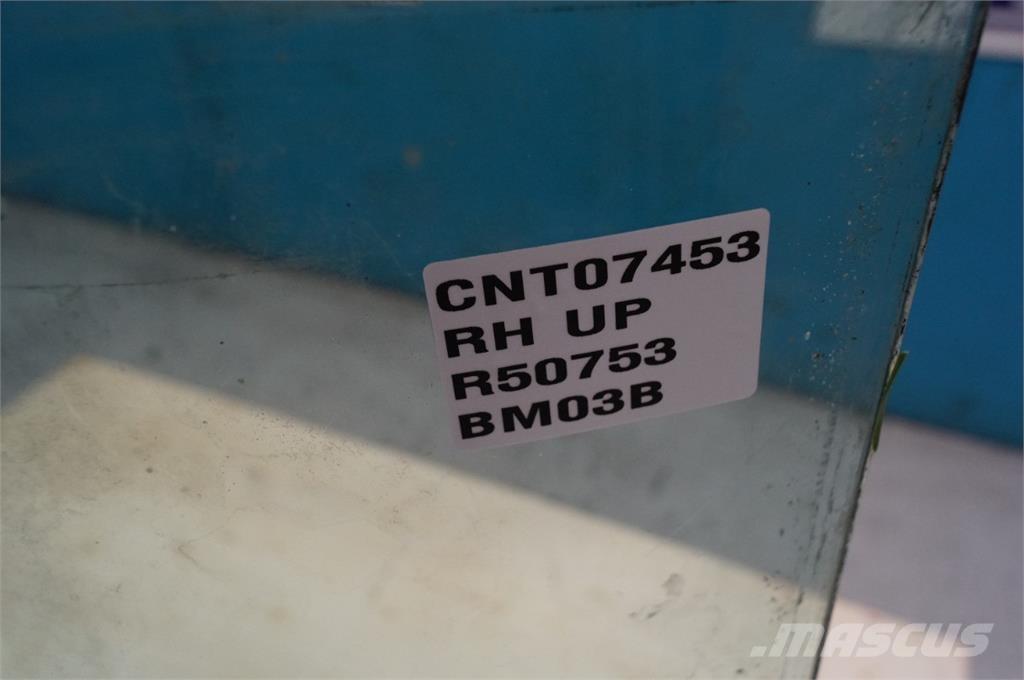 CNT07453
RH UP
R50753
BM03B
MASCUS